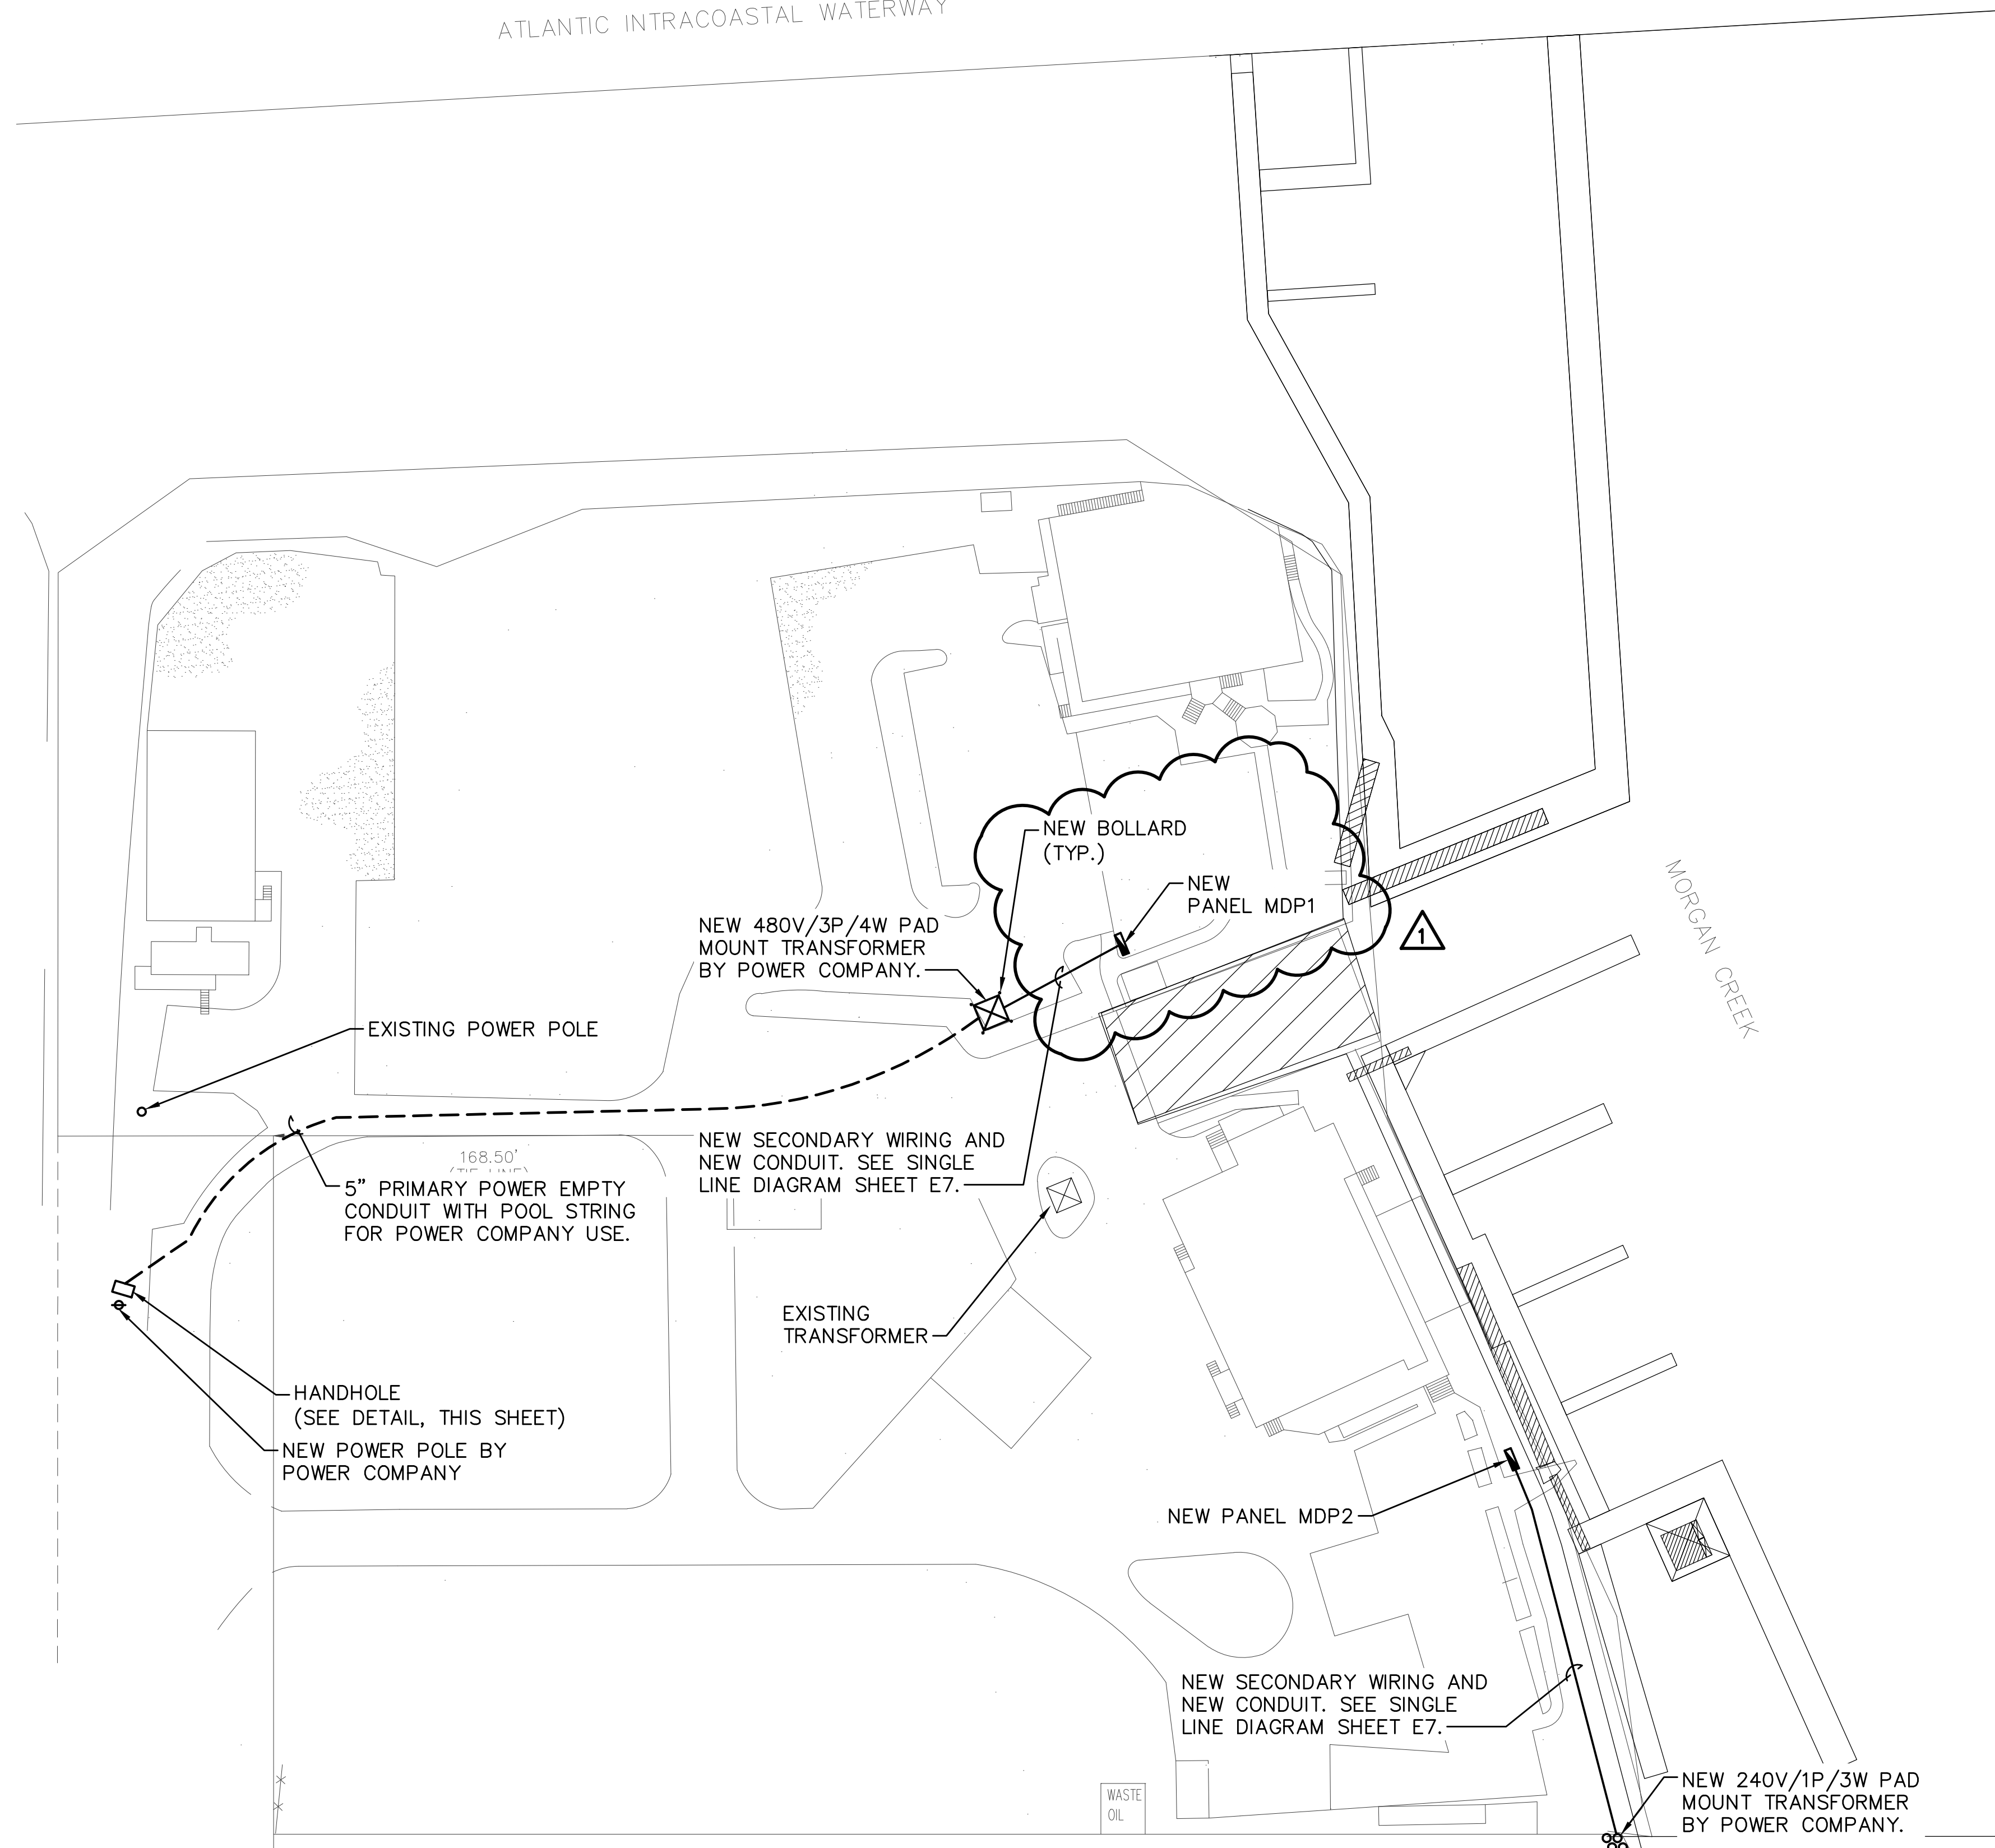 ATLANTIC INTRACOASTAL WATERWAY
NEW BOLLARD
(TYP.)
NEW
PANEL MDP1
NEW 480V/3P/4W PAD
MOUNT TRANSFORMER
BY POWER COMPANY.
1
MORGAN CREEK
EXISTING POWER POLE
168.50'
(TIE LINE)
5" PRIMARY POWER EMPTY
CONDUIT WITH POOL STRING
FOR POWER COMPANY USE.
NEW SECONDARY WIRING AND
NEW CONDUIT. SEE SINGLE
LINE DIAGRAM SHEET E7.
EXISTING
TRANSFORMER
HANDHOLE
(SEE DETAIL, THIS SHEET)
NEW POWER POLE BY
POWER COMPANY
NEW PANEL MDP2
NEW SECONDARY WIRING AND
NEW CONDUIT. SEE SINGLE
LINE DIAGRAM SHEET E7.
WASTE
OIL
NEW 240V/1P/3W PAD
MOUNT TRANSFORMER
BY POWER COMPANY.